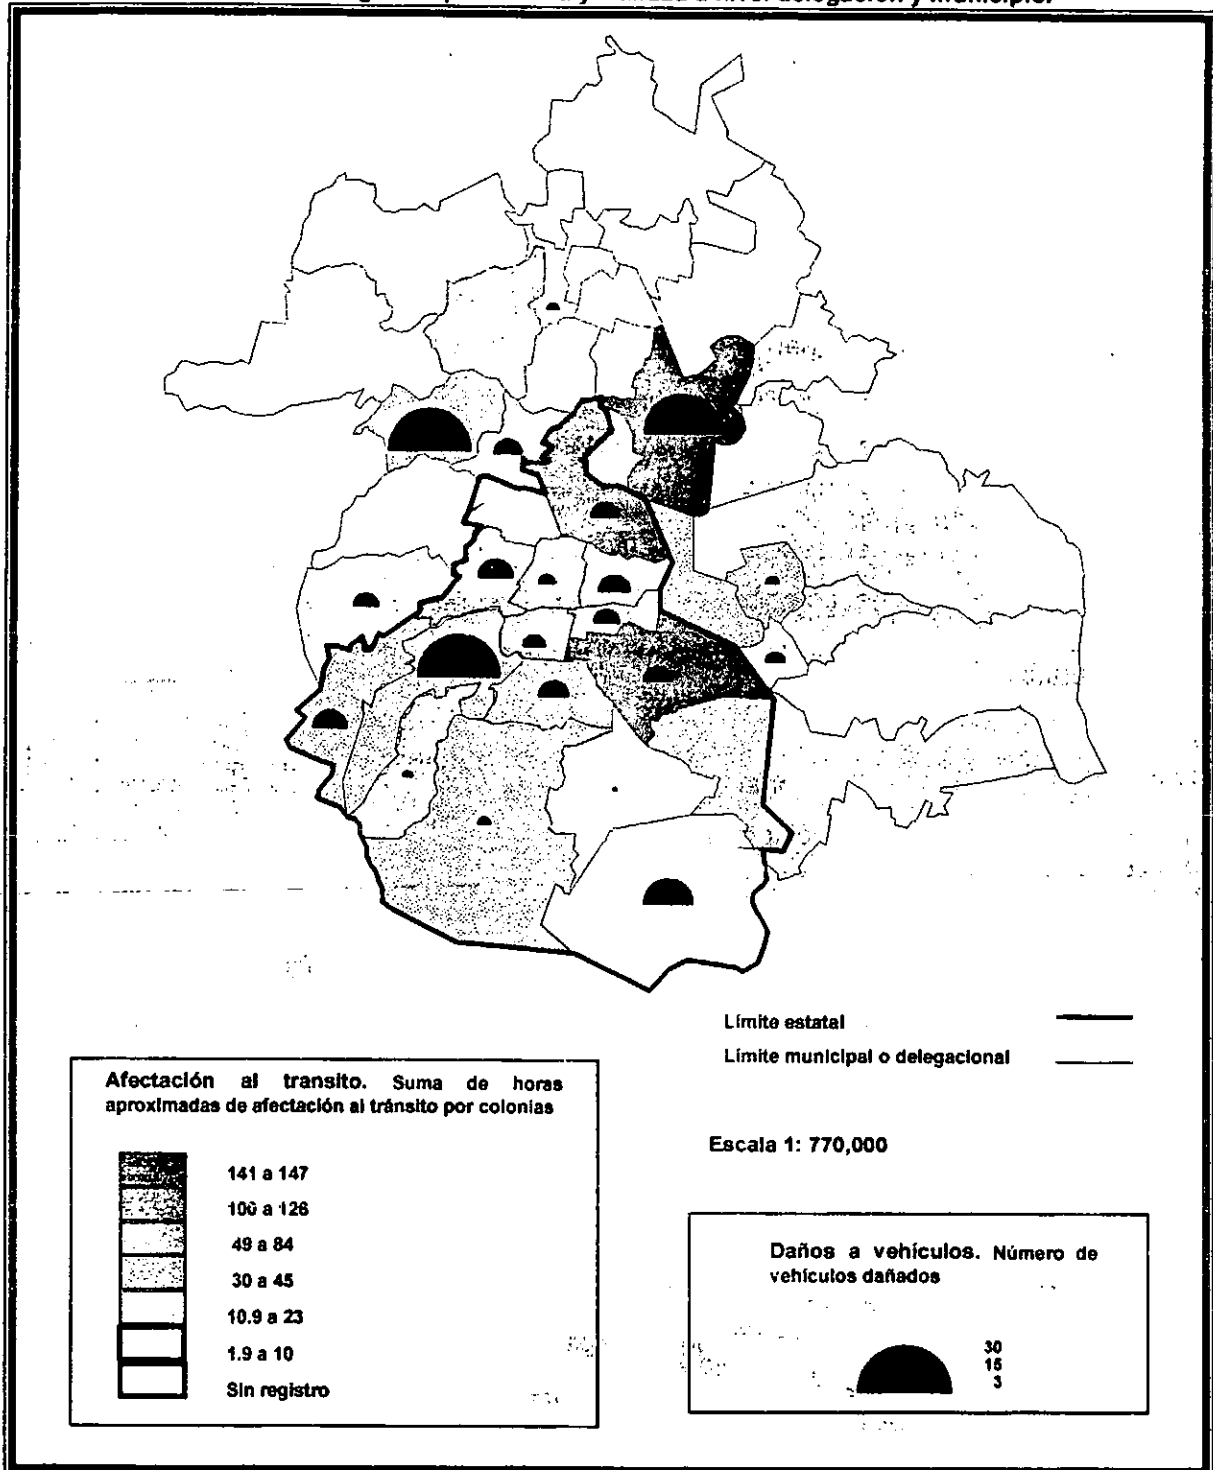 delegación y municipio.
Límite estatal
Límite municipal o delegacional
Afectación al transito. Suma de horas
aproximadas de afectación al tránsito por colonias
141 a 147
100 a 126
49 a 84
30 a 45
10.9 a 23
1.9 a 10
Sin registro
Escala 1: 770,000
Daños a vehículos. Número de
vehículos dañados
30
15
3